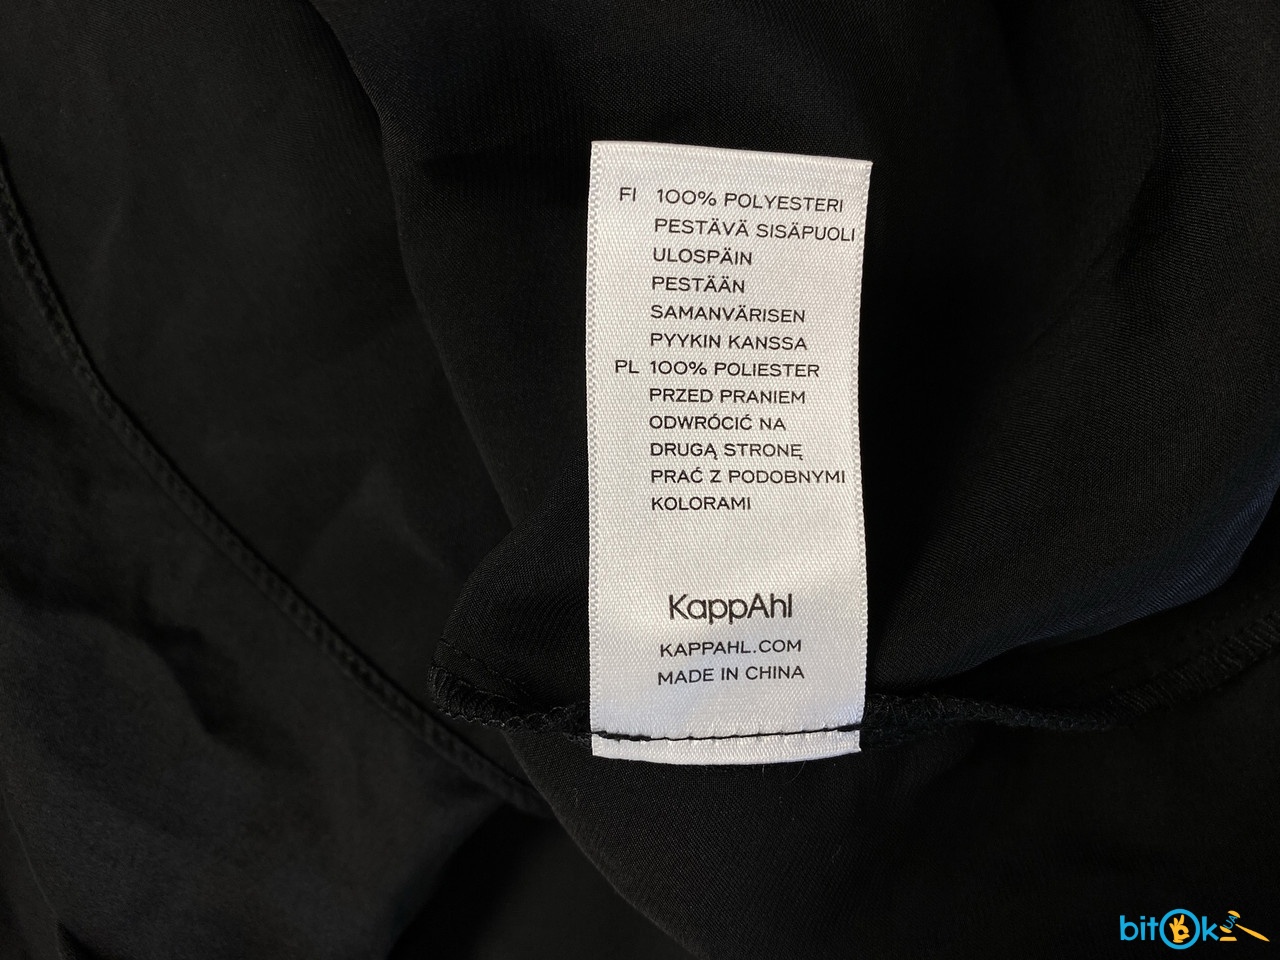 FI 100% POLYESTERI
PESTÄVÄ SISÄPUOLI
ULOSPÄIN
PESTÄÄN
SAMANVÄRISEN
PYYKIN KANSSA
PL 100% POLIESTER
PRZED PRANIEM
ODWRÓCIĆ NA
DRUGĄ STRONĘ
PRAĆ Z PODOBNYMI
KOLORAMI
KappAhl
KAPPAHL.COM
MADE IN CHINA
bitOk UA